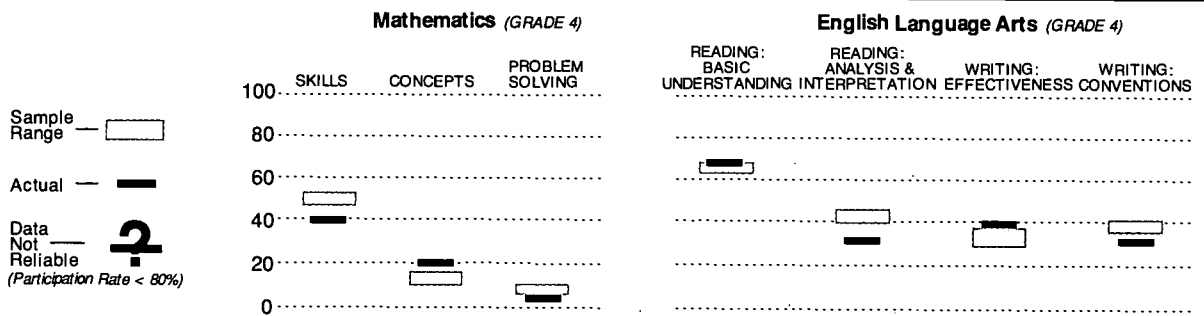 Mathematics (GRADE 4)
SKILLS
CONCEPTS
PROBLEM
SOLVING
English Language Arts (GRADE 4)
READING:
BASIC
UNDERSTANDING
READING:
ANALYSIS &
INTERPRETATION
WRITING:
EFFECTIVENESS
WRITING:
CONVENTIONS
Sample
Range
Actual
Data
Not
Reliable
(Participation Rate < 80%)
?
100
80
60
40
20
0